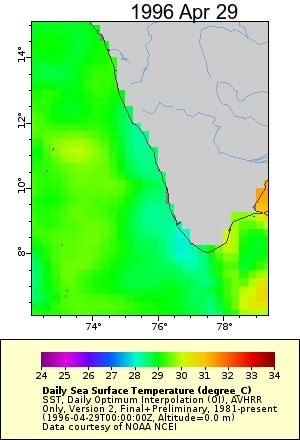 1996 Apr 29
14°
12°
10°
8°
74°
76°
78°
24 25 26 27 28 29 30 31 32 33 34
Daily Sea Surface Temperature (degree_C)
SST, Daily Optimum Interpolation (OI), AVHRR
Only, Version 2, Final+Preliminary, 1981-present
(1996-04-29T00:00:00Z, Altitude=0.0 m)
Data courtesy of NOAA NCEI